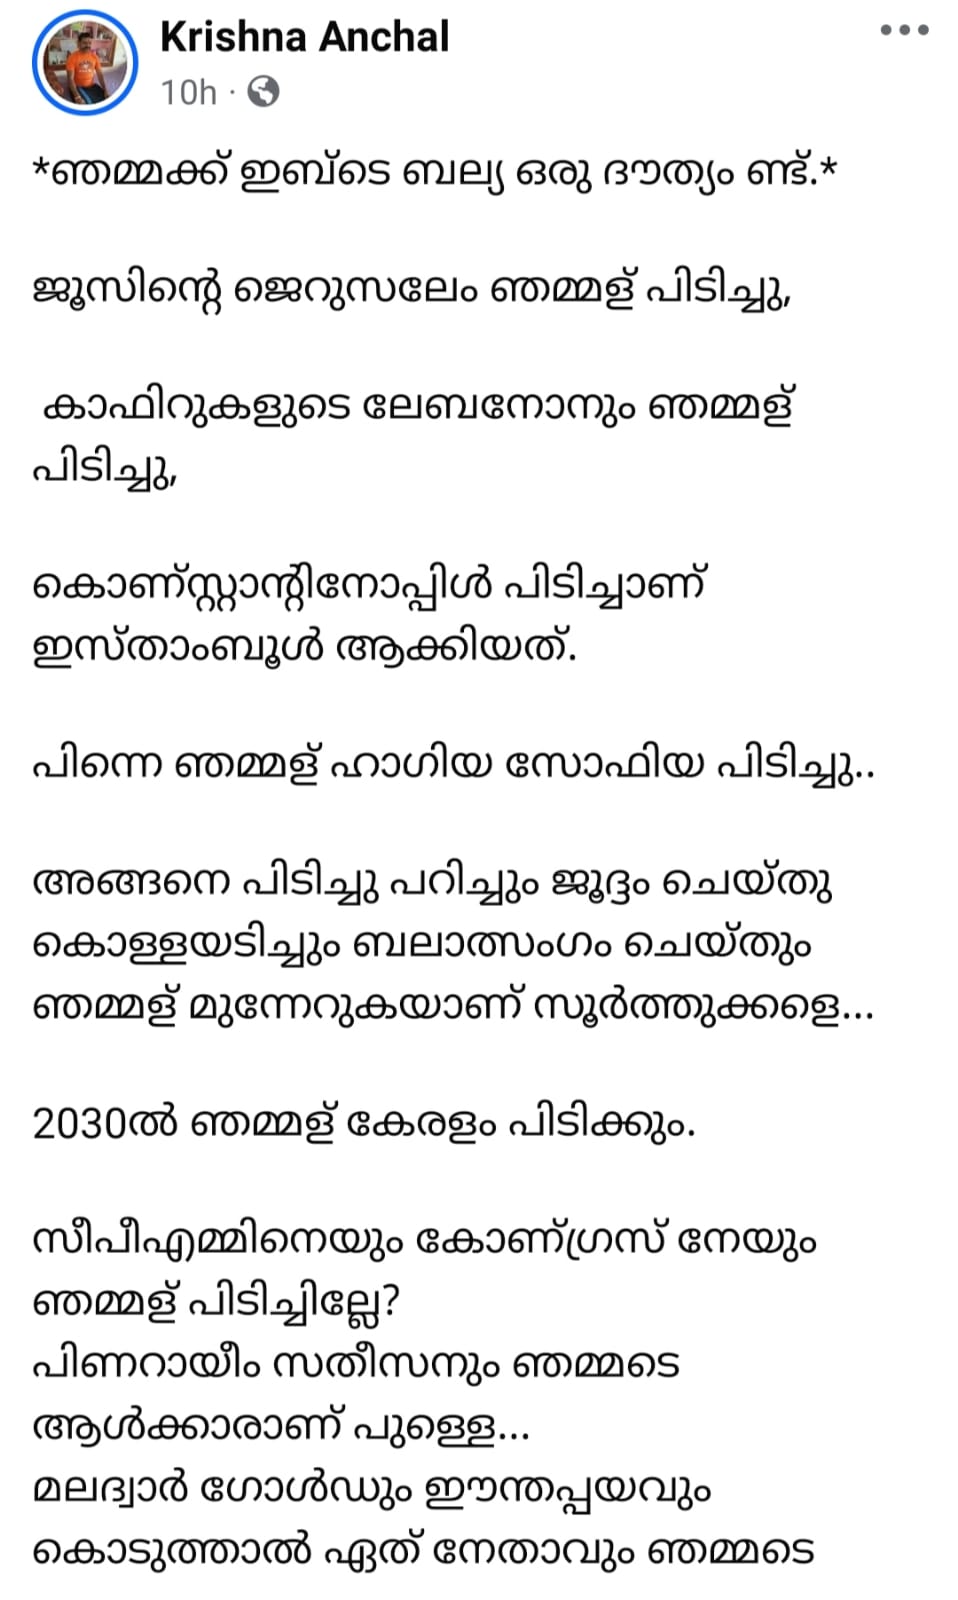 Krishna Anchal
10h ·
*ഞമ്മക്ക് ഇബ്ടെ ബല്യ ഒരു ദൗത്യം ണ്ട്.*
ജൂസിന്റെ ജെറുസലേം ഞമ്മള് പിടിച്ചു,
കാഫിറുകളുടെ ലേബനോനും ഞമ്മള്
പിടിച്ചു,
കൊണ്സ്റ്റാന്റിനോപ്പിൾ പിടിച്ചാണ്
ഇസ്താംബൂൾ ആക്കിയത്.
പിന്നെ ഞമ്മള് ഹാഗിയ സോഫിയ പിടിച്ചു..
അങ്ങനെ പിടിച്ചു പറിച്ചും ജൂദ്ദം ചെയ്തു
കൊള്ളയടിച്ചും ബലാത്സംഗം ചെയ്തും
ഞമ്മള് മുന്നേറുകയാണ് സൂർത്തുക്കളെ...
2030ൽ ഞമ്മള് കേരളം പിടിക്കും.
സീപീഎമ്മിനെയും കോണ്ഗ്രസ് നേയും
ഞമ്മള് പിടിച്ചില്ലേ?
പിണറായീം സതീസനും ഞമ്മടെ
ആൾക്കാരാണ് പുള്ളെ...
മലദ്വാർ ഗോൾഡും ഈന്തപ്പയവും
കൊടുത്താൽ ഏത് നേതാവും ഞമ്മടെ